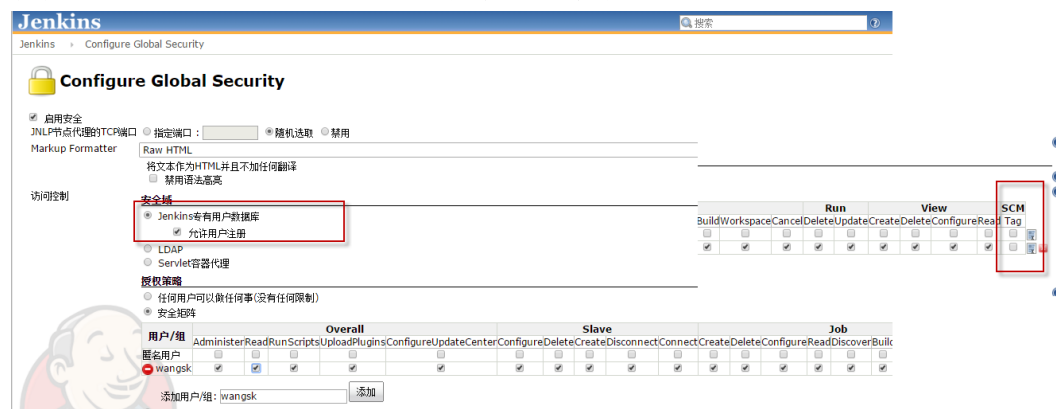 Jenkins
搜索
Jenkins › Configure Global Security
Configure Global Security
启用安全
JNLP节点代理的TCP端口 指定端口 : 随机选取 禁用
Markup Formatter Raw HTML
将文本作为HTML并且不加任何翻译
禁用语法高亮
访问控制
安全域
Jenkins专有用户数据库
允许用户注册
LDAP
Servlet容器代理
Run View SCM
Build Workspace Cancel Delete Update Create Delete Configure Read Tag
授权策略
任何用户可以做任何事(没有任何限制)
安全矩阵
用户/组 Overall Slave Job
Administer Read RunScripts UploadPlugins ConfigureUpdateCenter Configure Delete Create Disconnect Connect Create Delete Configure Read Discover Build
匿名用户
wangsk
添加用户/组: wangsk 添加